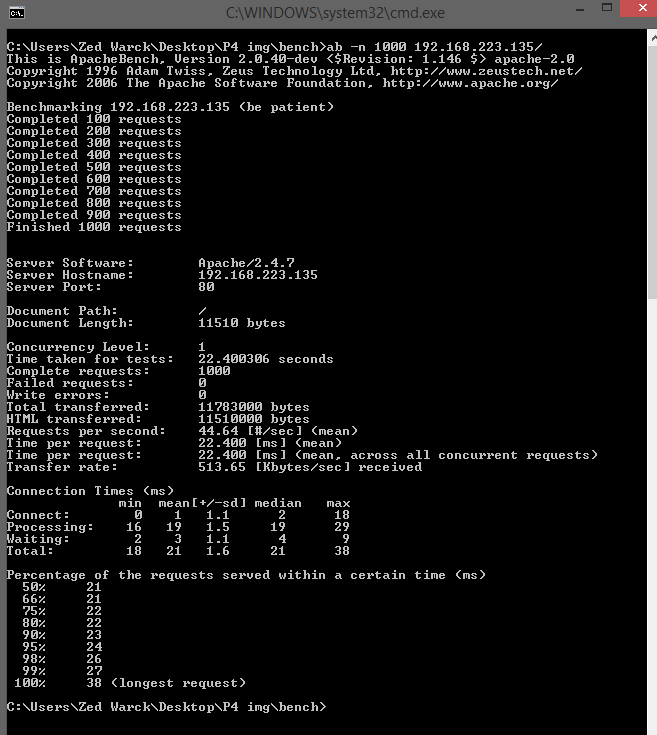 C:\WINDOWS\system32\cmd.exe
C:\Users\Zed Warck\Desktop\P4 img\bench>ab -n 1000 192.168.223.135/
This is ApacheBench, Version 2.0.40-dev <$Revision: 1.146 $> apache-2.0
Copyright 1996 Adam Twiss, Zeus Technology Ltd, http://www.zeustech.net/
Copyright 2006 The Apache Software Foundation, http://www.apache.org/
Benchmarking 192.168.223.135 (be patient)
Completed 100 requests
Completed 200 requests
Completed 300 requests
Completed 400 requests
Completed 500 requests
Completed 600 requests
Completed 700 requests
Completed 800 requests
Completed 900 requests
Finished 1000 requests
Server Software: Apache/2.4.7
Server Hostname: 192.168.223.135
Server Port: 80
Document Path: /
Document Length: 11510 bytes
Concurrency Level: 1
Time taken for tests: 22.400306 seconds
Complete requests: 1000
Failed requests: 0
Write errors: 0
Total transferred: 11783000 bytes
HTML transferred: 11510000 bytes
Requests per second: 44.64 [#/sec] (mean)
Time per request: 22.400 [ms] (mean)
Time per request: 22.400 [ms] (mean, across all concurrent requests)
Transfer rate: 513.65 [Kbytes/sec] received
Connection Times (ms)
min mean[+/-sd] median max
Connect: 0 1 1.1 2 18
Processing: 16 19 1.5 19 29
Waiting: 2 3 1.1 4 9
Total: 18 21 1.6 21 38
Percentage of the requests served within a certain time (ms)
50% 21
66% 21
75% 22
80% 22
90% 23
95% 24
98% 26
99% 27
100% 38 (longest request)
C:\Users\Zed Warck\Desktop\P4 img\bench>